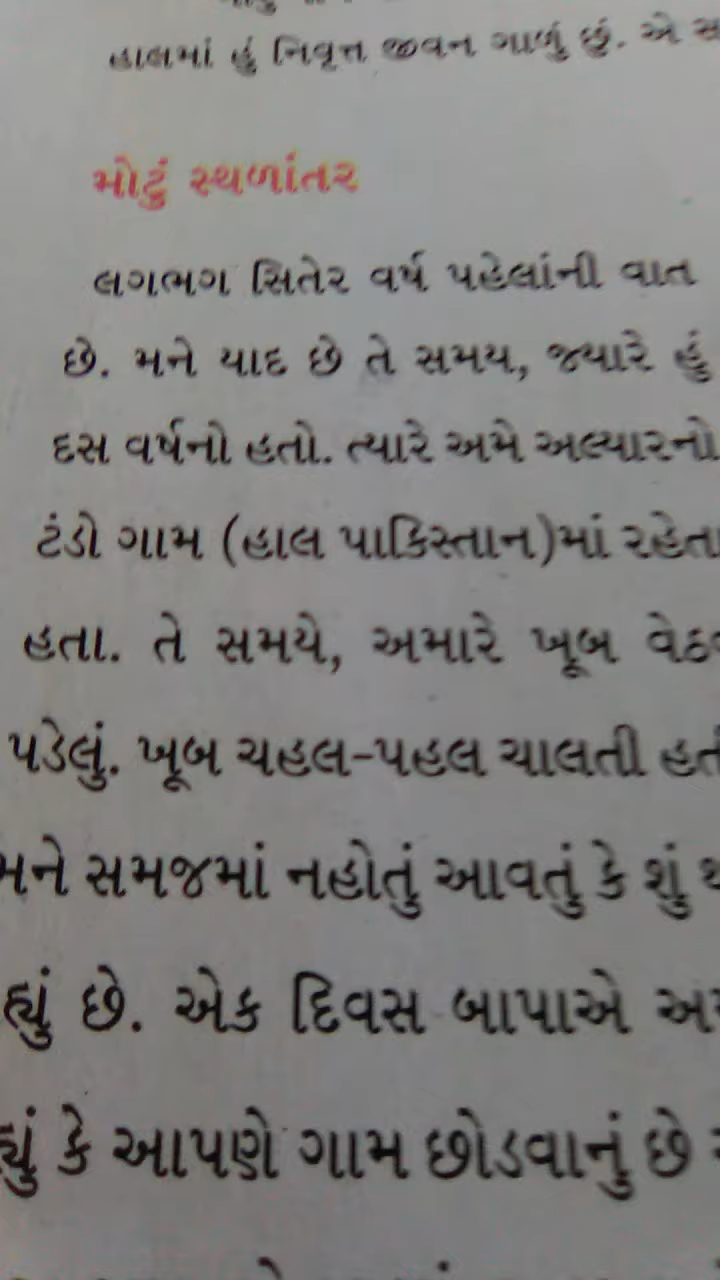 હાલમાં હું નિવૃત્ત જીવન ગાળું છું. એ
મોટું સ્થળાંતર
લગભગ સિતેર વર્ષ પહેલાંની વાત
છે. મને યાદ છે તે સમય, જ્યારે હું
દસ વર્ષનો હતો. ત્યારે અમે અલ્યારનો
ટંડો ગામ (હાલ પાકિસ્તાન)માં રહેતા
હતા. તે સમયે, અમારે ખૂબ
પડેલું. ખૂબ ચહલ-પહલ ચાલતી
મને સમજમાં નહોતું આવતું કે શું
છે. એક દિવસ બાપાએ
કે આપણે ગામ છોડવાનું છે